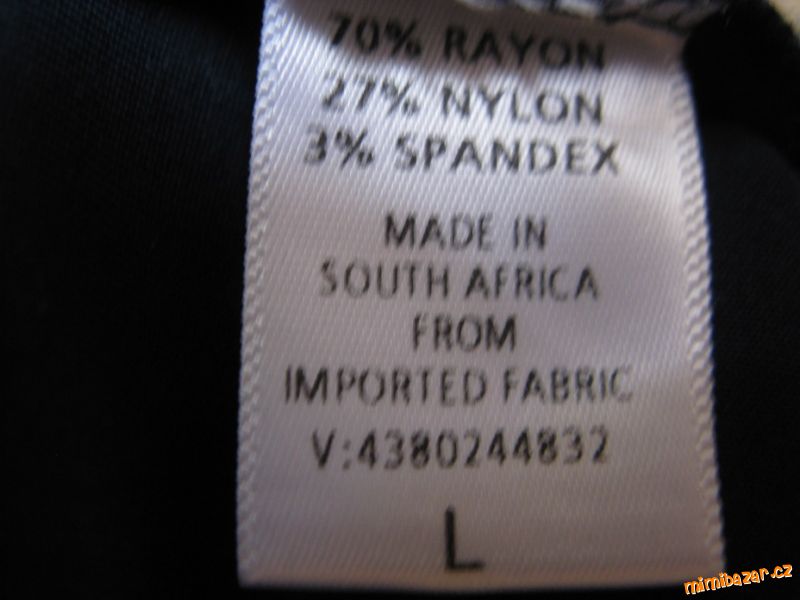 70% RAYON
27% NYLON
3% SPANDEX
MADE IN
SOUTH AFRICA
FROM
IMPORTED FABRIC
V:4380244832
L
mimibazar.cz